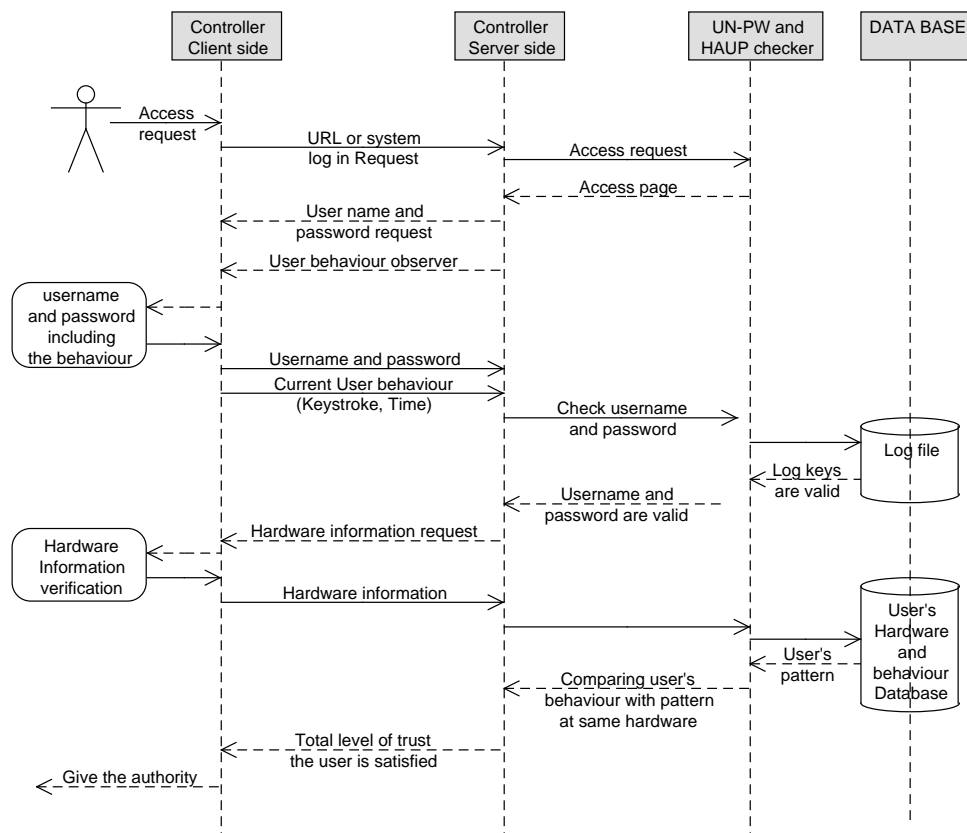 Controller
Client side
Controller
Server side
UN-PW and
HAUP checker
DATA BASE
Access
request
URL or system
log in Request
Access request
Access page
User name and
password request
User behaviour observer
username
and password
including
the behaviour
Username and password
Current User behaviour
(Keystroke, Time)
Check username
and password
Log file
Log keys
are valid
Username and
password are valid
Hardware information request
Hardware
Information
verification
Hardware information
User's
Hardware
and
behaviour
Database
User's
pattern
Comparing user's
behaviour with pattern
at same hardware
Total level of trust
the user is satisfied
Give the authority